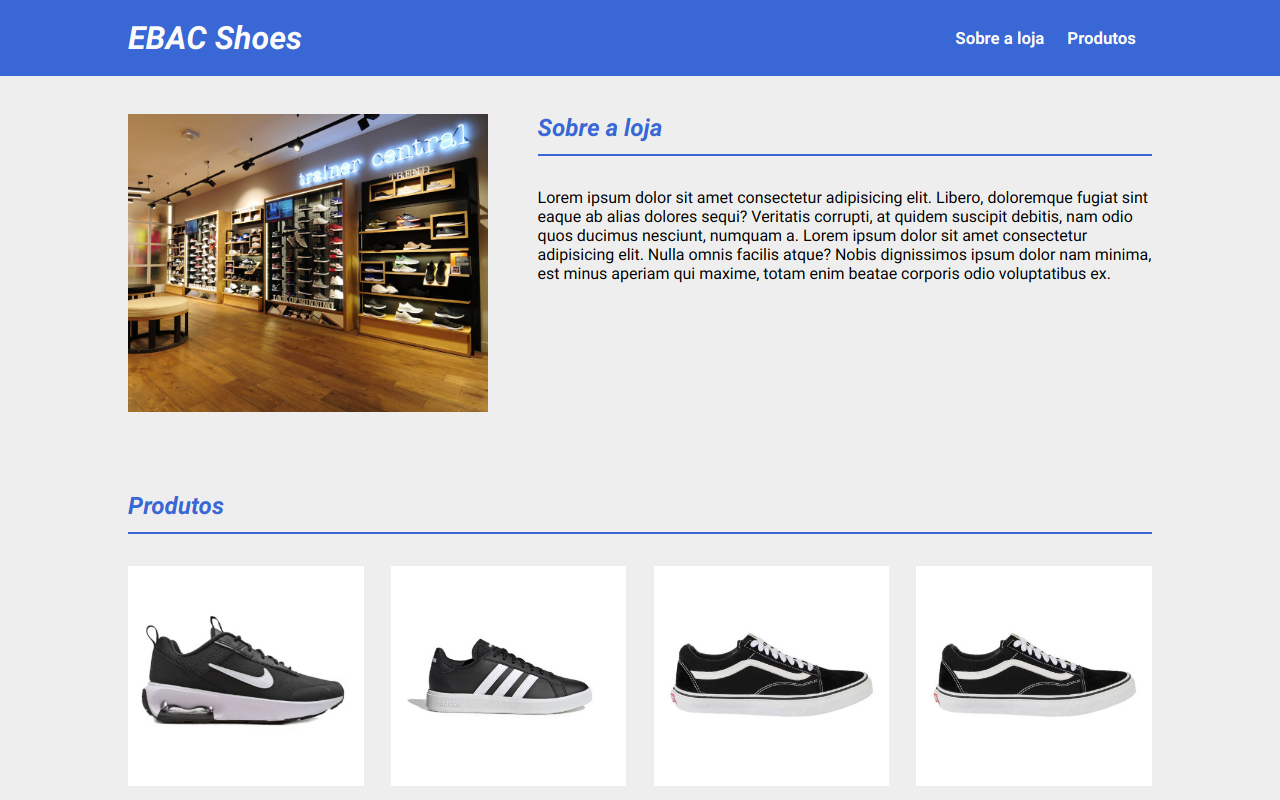 EBAC Shoes
Sobre a loja
Produtos
trainer central
TREND
Sobre a loja
Lorem ipsum dolor sit amet consectetur adipisicing elit. Libero, doloremque fugiat sint
eaque ab alias dolores sequi? Veritatis corrupti, at quidem suscipit debitis, nam odio
quos ducimus nesciunt, numquam a. Lorem ipsum dolor sit amet consectetur
adipisicing elit. Nulla omnis facilis atque? Nobis dignissimos ipsum dolor nam minima,
est minus aperiam qui maxime, totam enim beatae corporis odio voluptatibus ex.
Produtos